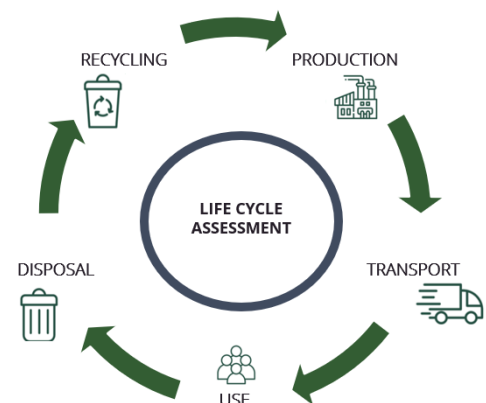 RECYCLING
PRODUCTION
LIFE CYCLE
ASSESSMENT
DISPOSAL
TRANSPORT
USE